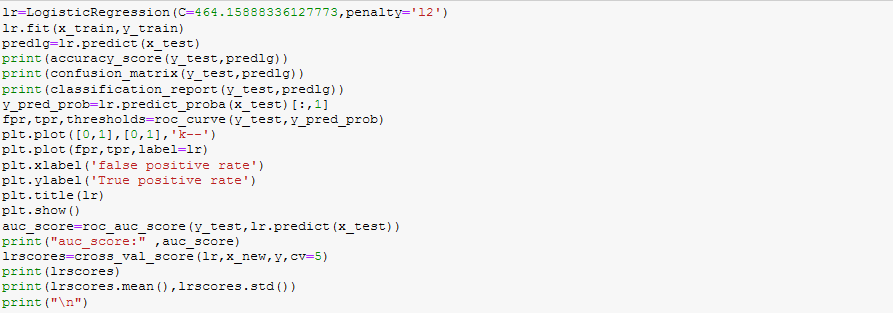 lr=LogisticRegression(C=464.15888336127773,penalty='l2')
lr.fit(x_train,y_train)
predlg=lr.predict(x_test)
print(accuracy_score(y_test,predlg))
print(confusion_matrix(y_test,predlg))
print(classification_report(y_test,predlg))
y_pred_prob=lr.predict_proba(x_test)[:,1]
fpr,tpr,thresholds=roc_curve(y_test,y_pred_prob)
plt.plot([0,1],[0,1],'k--')
plt.plot(fpr,tpr,label=lr)
plt.xlabel('false positive rate')
plt.ylabel('True positive rate')
plt.title(lr)
plt.show()
auc_score=roc_auc_score(y_test,lr.predict(x_test))
print("auc_score:" ,auc_score)
lrscores=cross_val_score(lr,x_new,y,cv=5)
print(lrscores)
print(lrscores.mean(),lrscores.std())
print("\n")